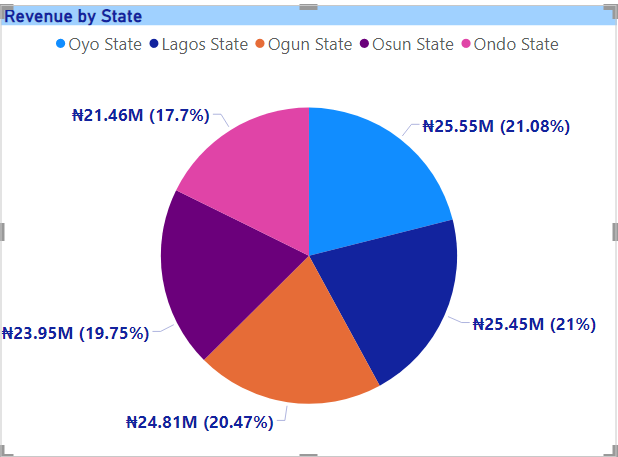 Revenue by State
Oyo State Lagos State Ogun State Osun State Ondo State
₦21.46M (17.7%)
₦25.55M (21.08%)
₦25.45M (21%)
₦23.95M (19.75%)
₦24.81M (20.47%)